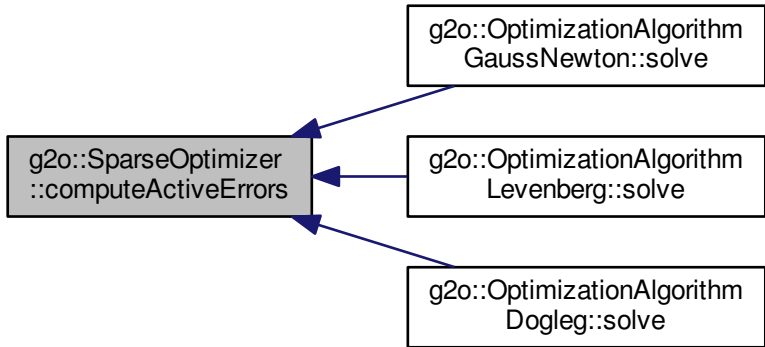 g2o::OptimizationAlgorithm
GaussNewton::solve
g2o::SparseOptimizer
::computeActiveErrors
g2o::OptimizationAlgorithm
Levenberg::solve
g2o::OptimizationAlgorithm
Dogleg::solve